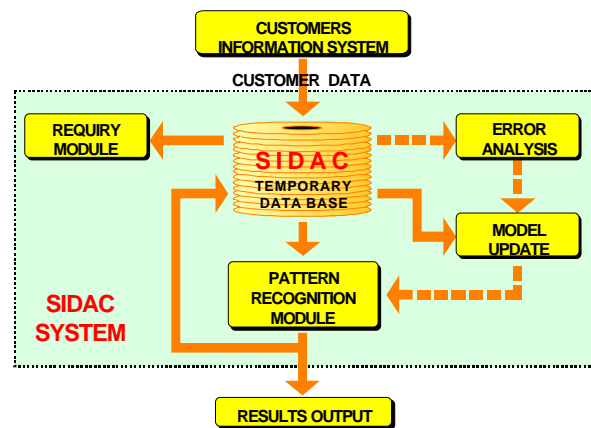 CUSTOMERS
INFORMATION SYSTEM
CUSTOMER DATA
REQUIRY
MODULE
SIDAC
TEMPORARY
DATA BASE
ERROR
ANALYSIS
MODEL
UPDATE
PATTERN
RECOGNITION
MODULE
SIDAC
SYSTEM
RESULTS OUTPUT